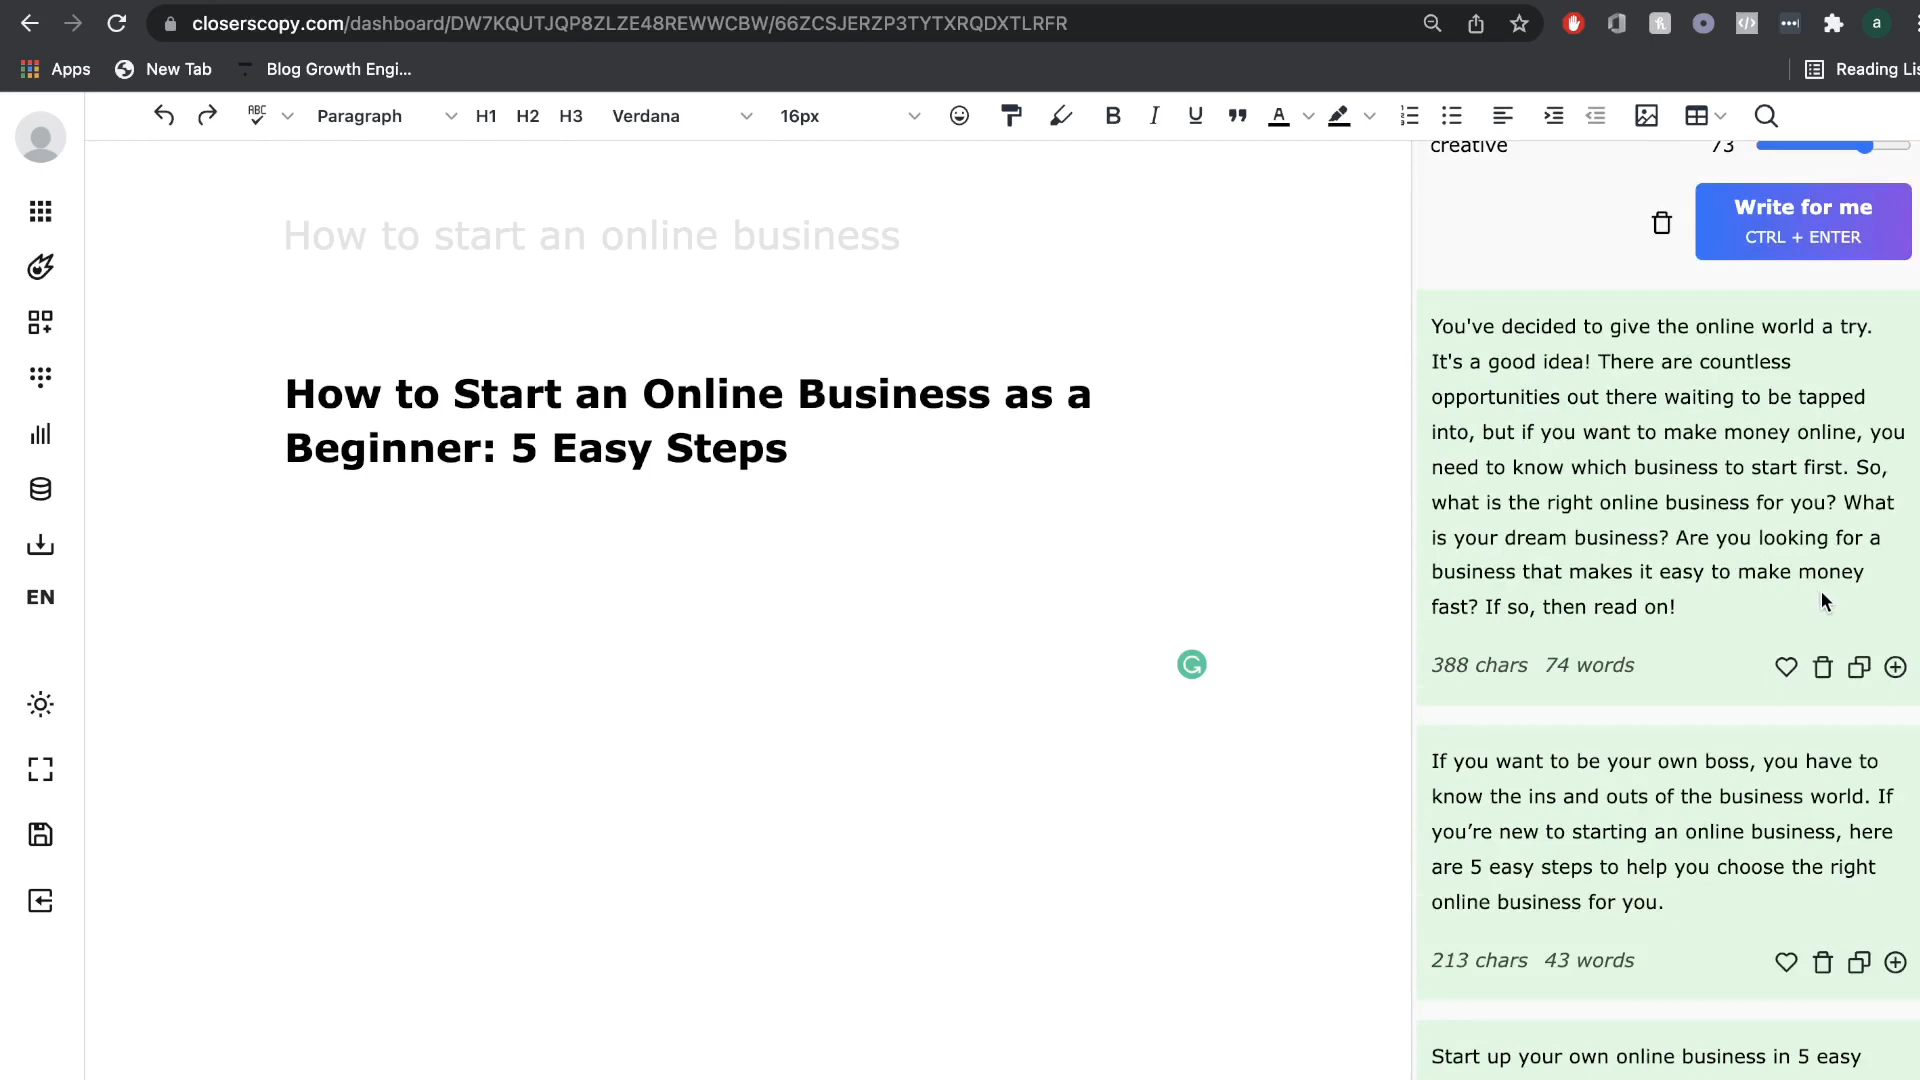 closerscopy.com/dashboard/DW7KQUTJQP8ZLZE48REWWCBW/66ZCSJERZP3TYTXRQDXTLRFR
a
Apps
New Tab
Blog Growth Engi...
Reading Lis
ABC
Paragraph
H1
H2
H3
Verdana
16px
B
I
U
A
creative
73
Write for me
CTRL + ENTER
How to start an online business
How to Start an Online Business as a
Beginner: 5 Easy Steps
EN
You've decided to give the online world a try.
It's a good idea! There are countless
opportunities out there waiting to be tapped
into, but if you want to make money online, you
need to know which business to start first. So,
what is the right online business for you? What
is your dream business? Are you looking for a
business that makes it easy to make money
fast? If so, then read on!
388 chars 74 words
If you want to be your own boss, you have to
know the ins and outs of the business world. If
you’re new to starting an online business, here
are 5 easy steps to help you choose the right
online business for you.
213 chars 43 words
Start up your own online business in 5 easy